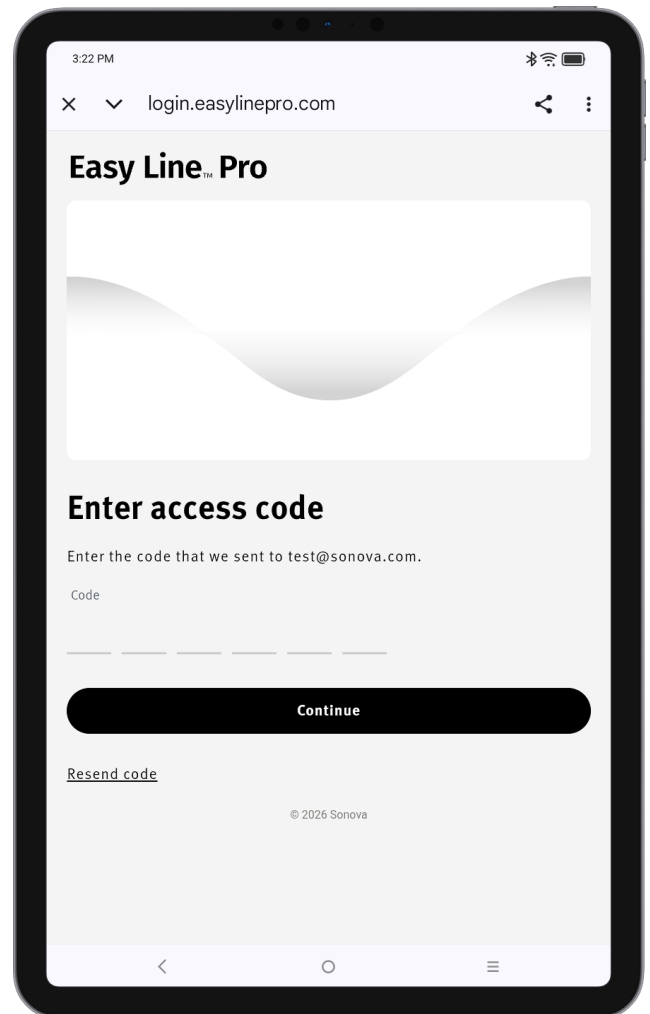 3:22 PM
login.easylinepro.com
Easy Line™ Pro
Enter access code
Enter the code that we sent to test@sonova.com.
Code
Continue
Resend code
© 2026 Sonova